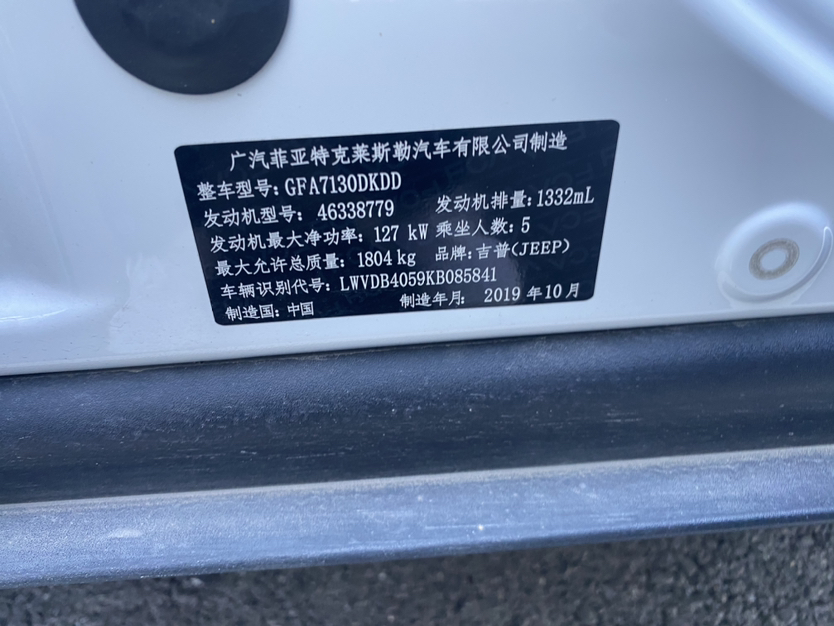 广汽菲亚特克莱斯勒汽车有限公司制造
整车型号: GFA7130DKDD
发动机型号: 46338779 发动机排量: 1332mL
发动机最大净功率: 127 kW 乘坐人数: 5
最大允许总质量: 1804 kg 品牌: 吉普(JEEP)
车辆识别代号: LWVDB4059KB085841
制造国: 中国 制造年月: 2019 年10 月